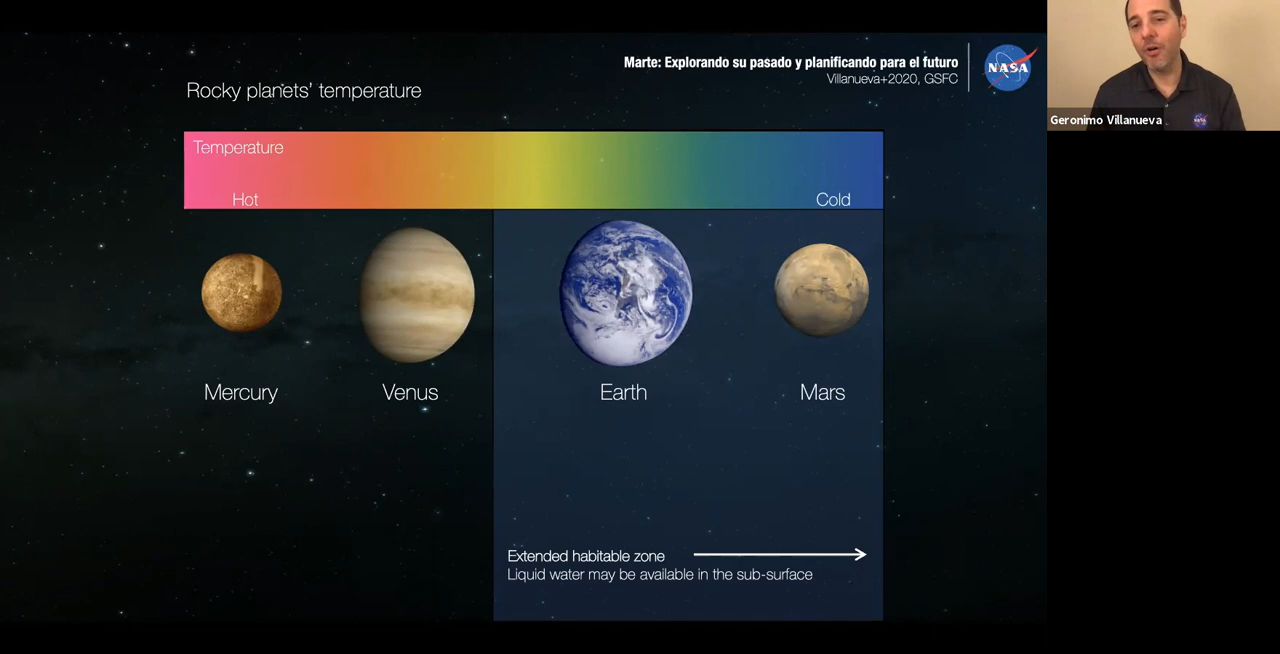 Marte: Explorando su pasado y planificando para el futuro
Villanueva+2020, GSFC
NASA
Rocky planets' temperature
Temperature
Hot
Cold
Mercury
Venus
Earth
Mars
Extended habitable zone
Liquid water may be available in the sub-surface
Geronimo Villanueva